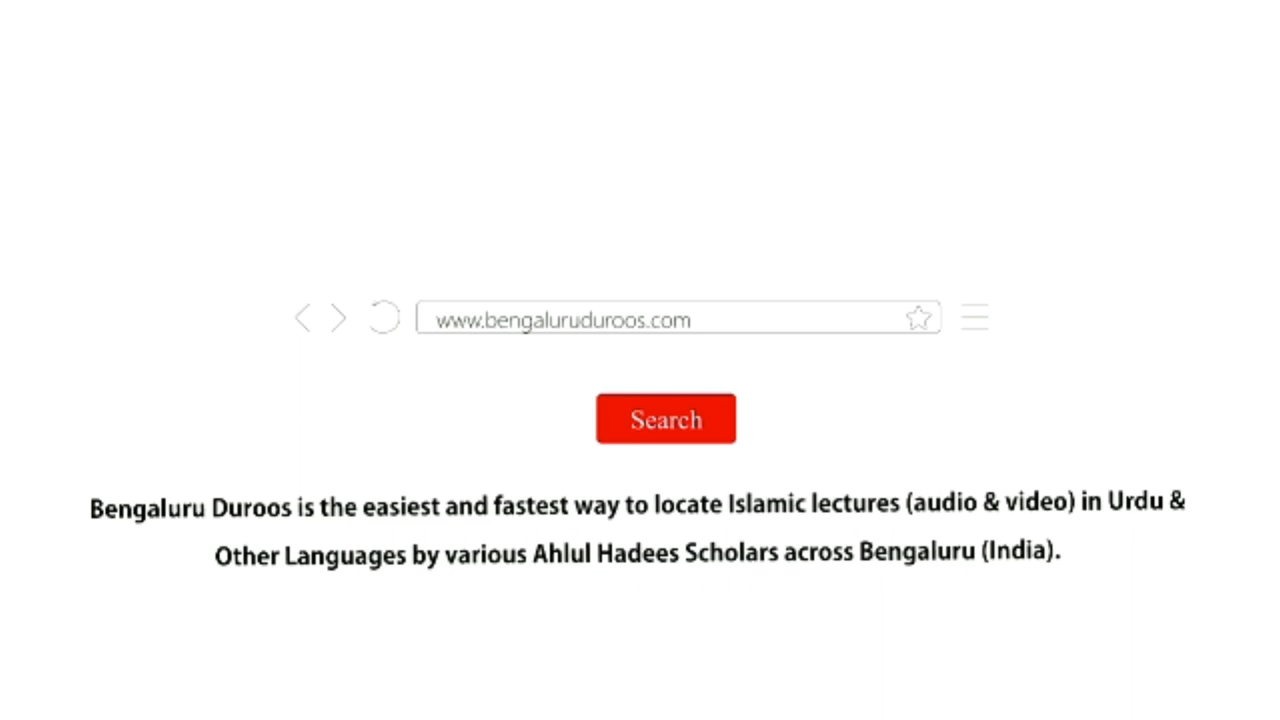 www.bengaluruduroos.com
Search
Bengaluru Duroos is the easiest and fastest way to locate Islamic lectures (audio & video) in Urdu &
Other Languages by various Ahlul Hadees Scholars across Bengaluru (India).